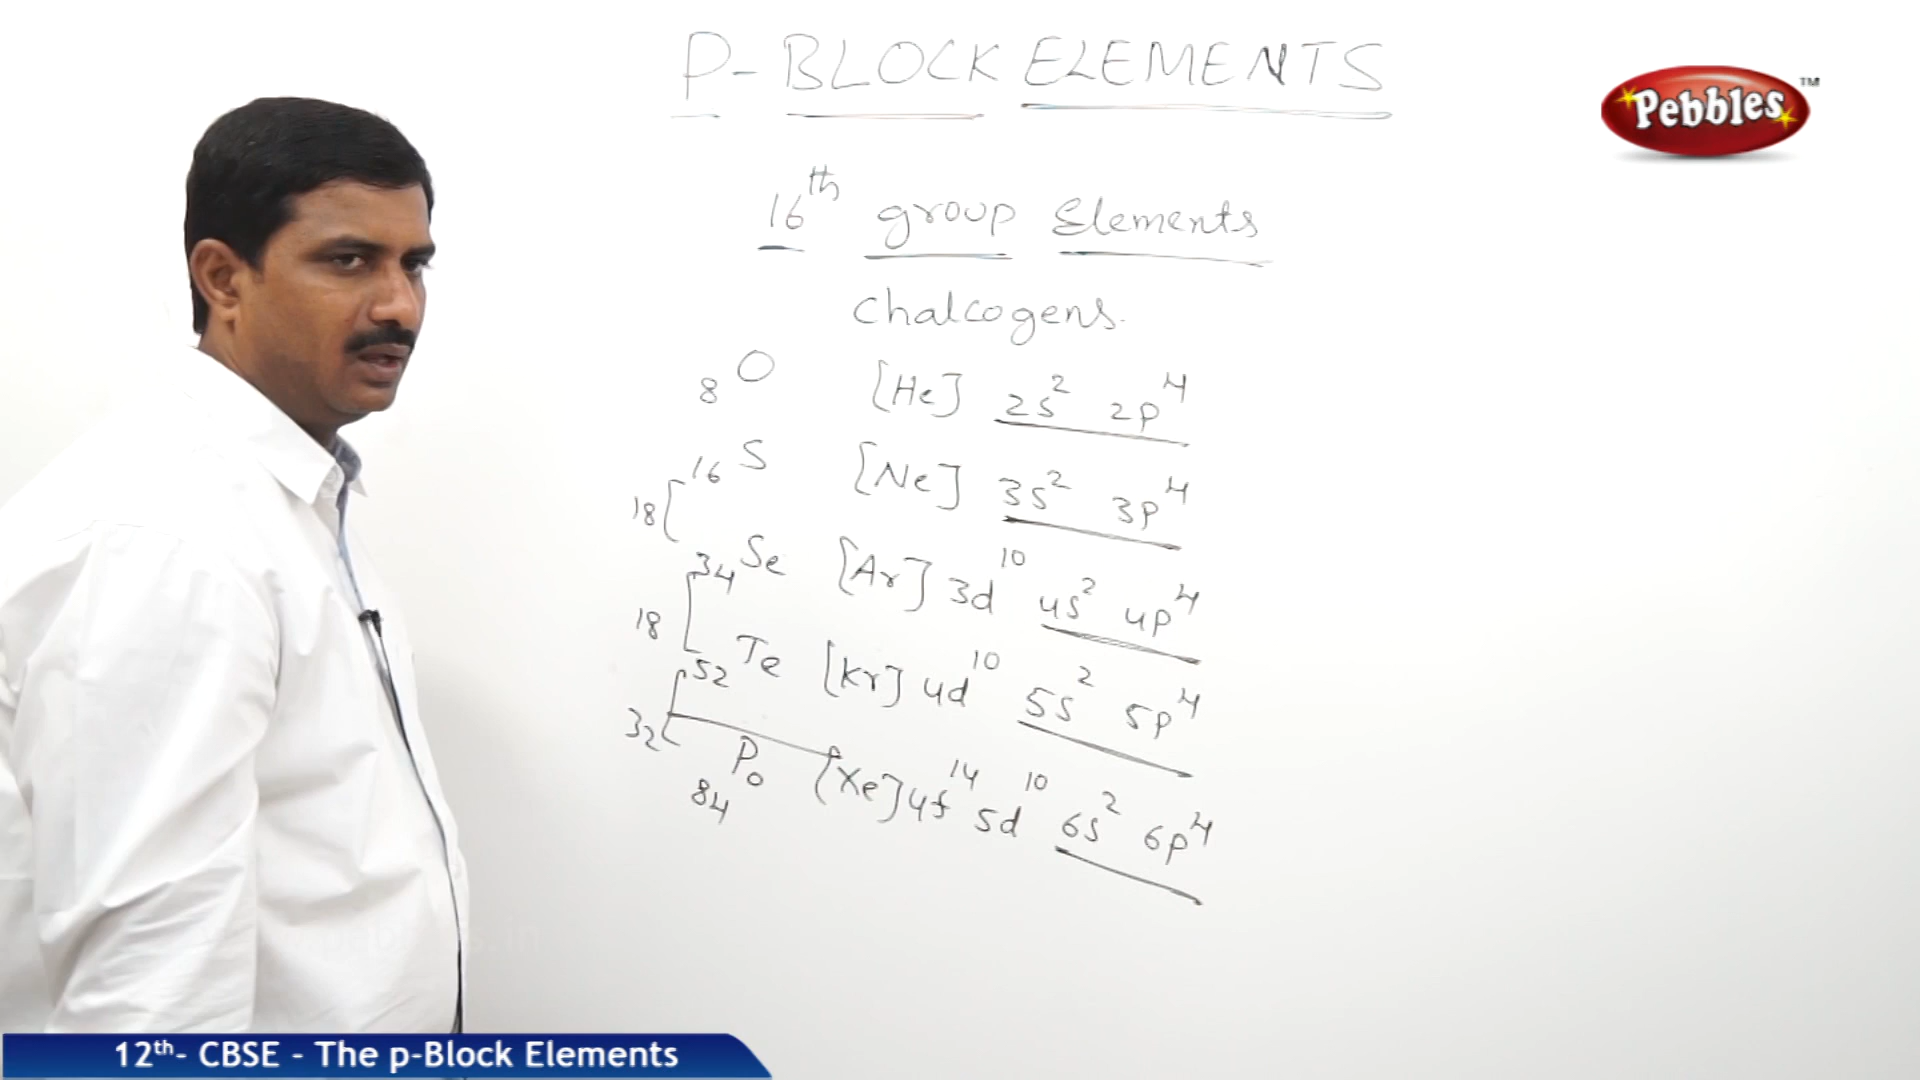 P-BLOCK ELEMENTS
Pebbles™
16th group Elements
Chalcogens.
8 O [He] 2s² 2p⁴
16 S [Ne] 3s² 3p⁴
18
34 Se [Ar] 3d¹⁰ 4s² 4p⁴
18
52 Te [Kr] 4d¹⁰ 5s² 5p⁴
32
84 Po [Xe] 4f¹⁴ 5d¹⁰ 6s² 6p⁴
12th- CBSE - The p-Block Elements